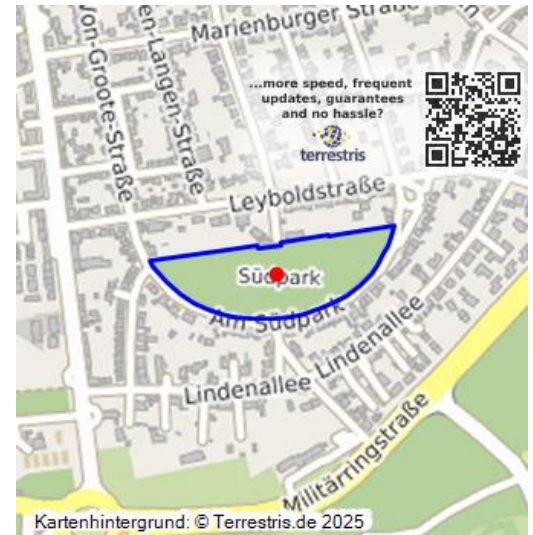 Marienburger Straße
Von-Groote-Straße
en-Langen-Straße
...more speed, frequent
updates, guarantees
and no hassle?
terrestris
Leyboldstraße
Südpark
Am Südpark
Lindenallee
Lindenallee
Militärringstraße
Kartenhintergrund: © Terrestris.de 2025